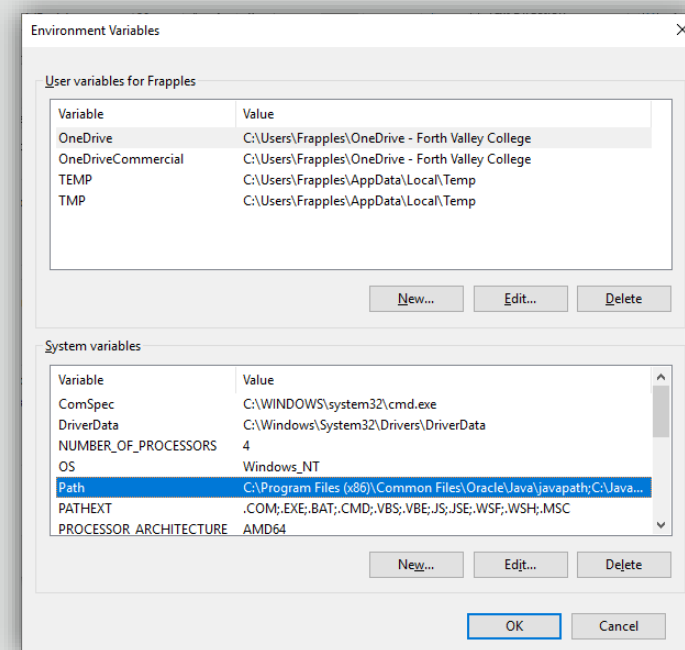 Environment Variables
User variables for Frapples
Variable Value
OneDrive C:\Users\Frapples\OneDrive - Forth Valley College
OneDriveCommercial C:\Users\Frapples\OneDrive - Forth Valley College
TEMP C:\Users\Frapples\AppData\Local\Temp
TMP C:\Users\Frapples\AppData\Local\Temp
New... Edit... Delete
System variables
Variable Value
ComSpec C:\WINDOWS\system32\cmd.exe
DriverData C:\Windows\System32\Drivers\DriverData
NUMBER_OF_PROCESSORS 4
OS Windows_NT
Path C:\Program Files (x86)\Common Files\Oracle\Java\javapath;C:\Java...
PATHEXT .COM;.EXE;.BAT;.CMD;.VBS;.VBE;.JS;.JSE;.WSF;.WSH;.MSC
PROCESSOR_ARCHITECTURE AMD64
New... Edit... Delete
OK Cancel